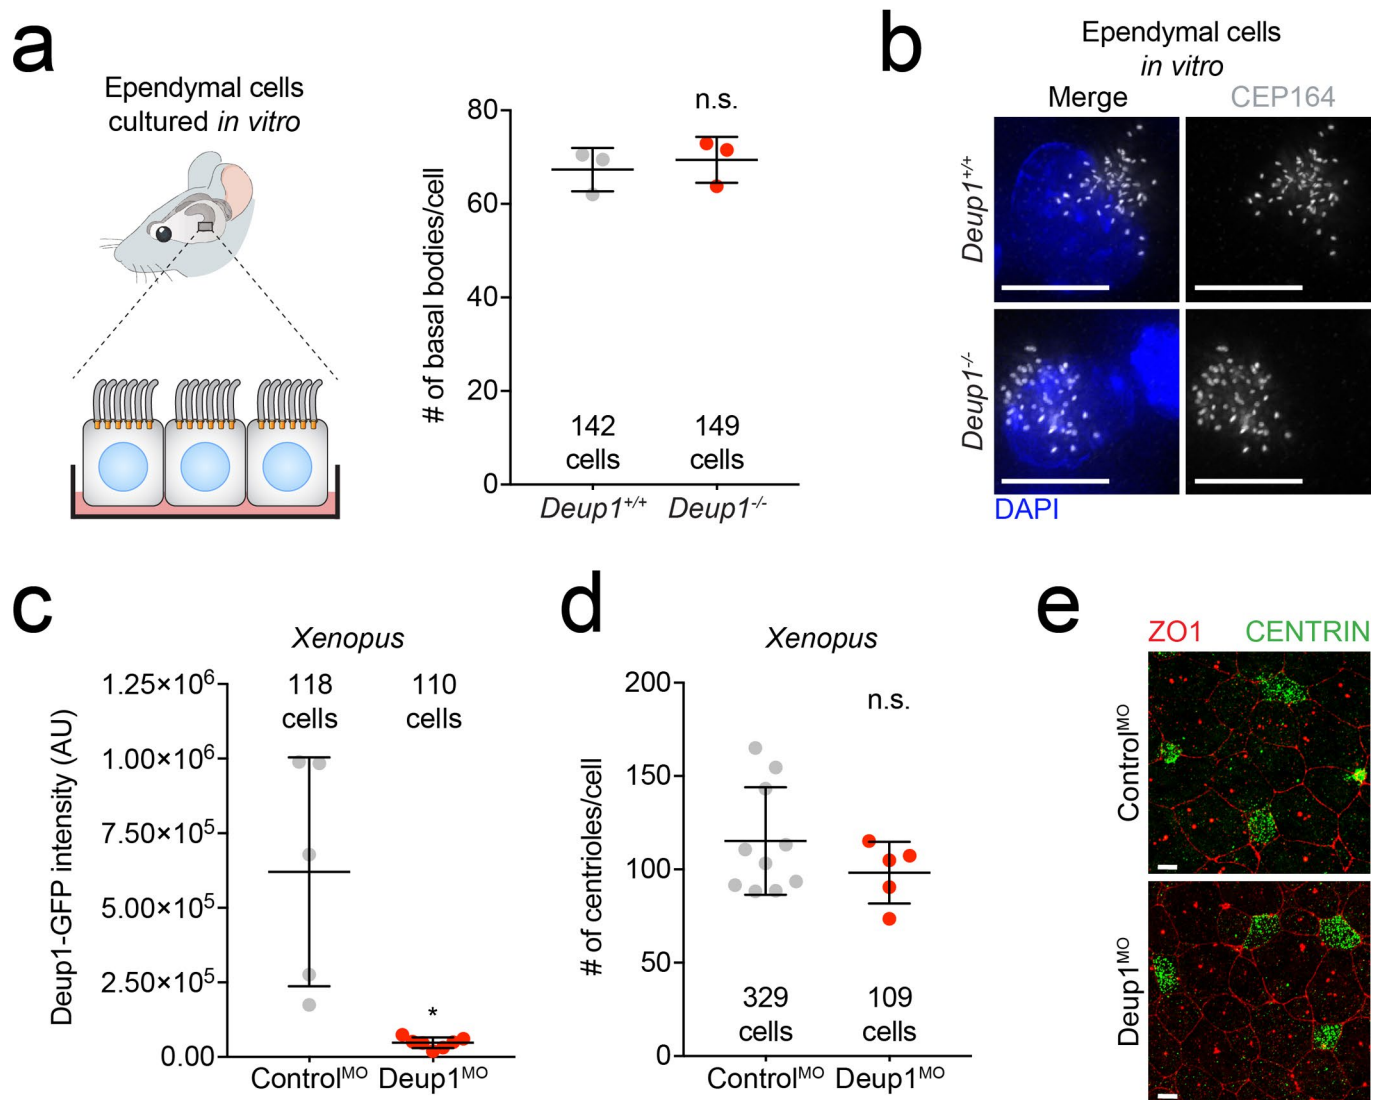 a
Ependymal cells
cultured in vitro
# of basal bodies/cell
80
60
40
20
0
n.s.
142
cells
149
cells
Deup1+/+
Deup1-/-
b
Ependymal cells
in vitro
Merge
CEP164
Deup1+/+
Deup1-/-
DAPI
c
Xenopus
Deup1-GFP intensity (AU)
1.25×10⁶
1.00×10⁶
7.50×10⁵
5.00×10⁵
2.50×10⁵
0.00
118
cells
110
cells
*
ControlMO
Deup1MO
d
Xenopus
# of centrioles/cell
200
150
100
50
0
n.s.
329
cells
109
cells
ControlMO
Deup1MO
e
ZO1 CENTRIN
ControlMO
Deup1MO